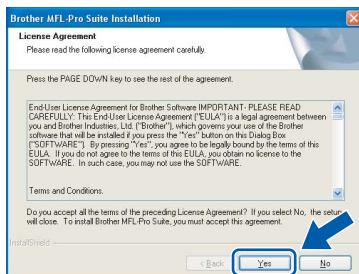 Brother MFL-Pro Suite Installation
License Agreement
Please read the following license agreement carefully.
Press the PAGE DOWN key to see the rest of the agreement.
End-User License Agreement for Brother Software IMPORTANT- PLEASE READ
CAREFULLY: This End-User License Agreement ("EULA") is a legal agreement between
you and Brother Industries, Ltd. ("Brother"), which governs your use of the Brother
software that will be installed if you press the "Yes" button on this Dialog Box
("SOFTWARE"). By pressing "Yes", you agree to be legally bound by the terms of this
EULA. If you do not agree to the terms of this EULA, you obtain no license to the
SOFTWARE. In such case, you may not use the SOFTWARE.
Terms and Conditions.
Do you accept all the terms of the preceding License Agreement? If you select No, the setup
will close. To install Brother MFL-Pro Suite, you must accept this agreement.
InstallShield
< Back
Yes
No